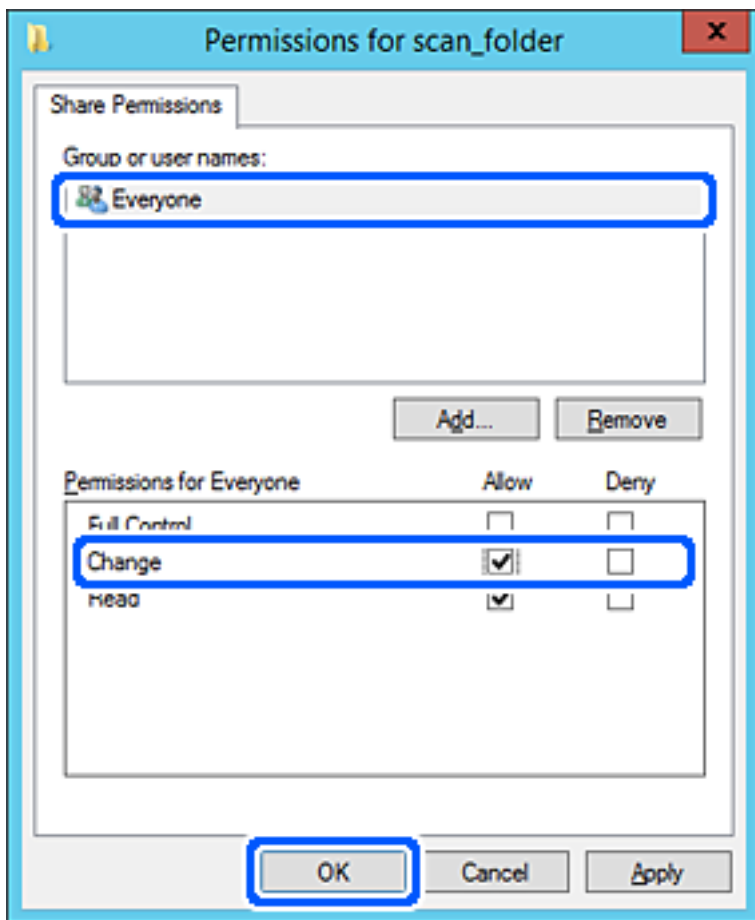 Permissions for scan_folder
x
Share Permissions
Group or user names:
Everyone
Add... Remove
Permissions for Everyone Allow Deny
Full Control
Change
Read
OK Cancel Apply